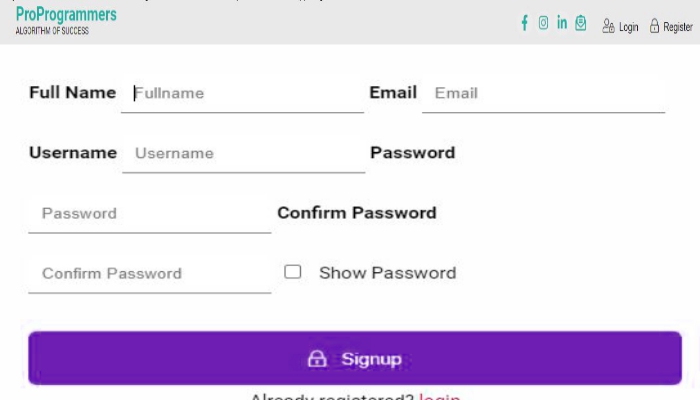 ProProgrammers
ALGORITHM OF SUCCESS
Login Register
Full Name Fullname Email Email
Username Username Password
Password Confirm Password
Confirm Password Show Password
Signup
Already registered? login